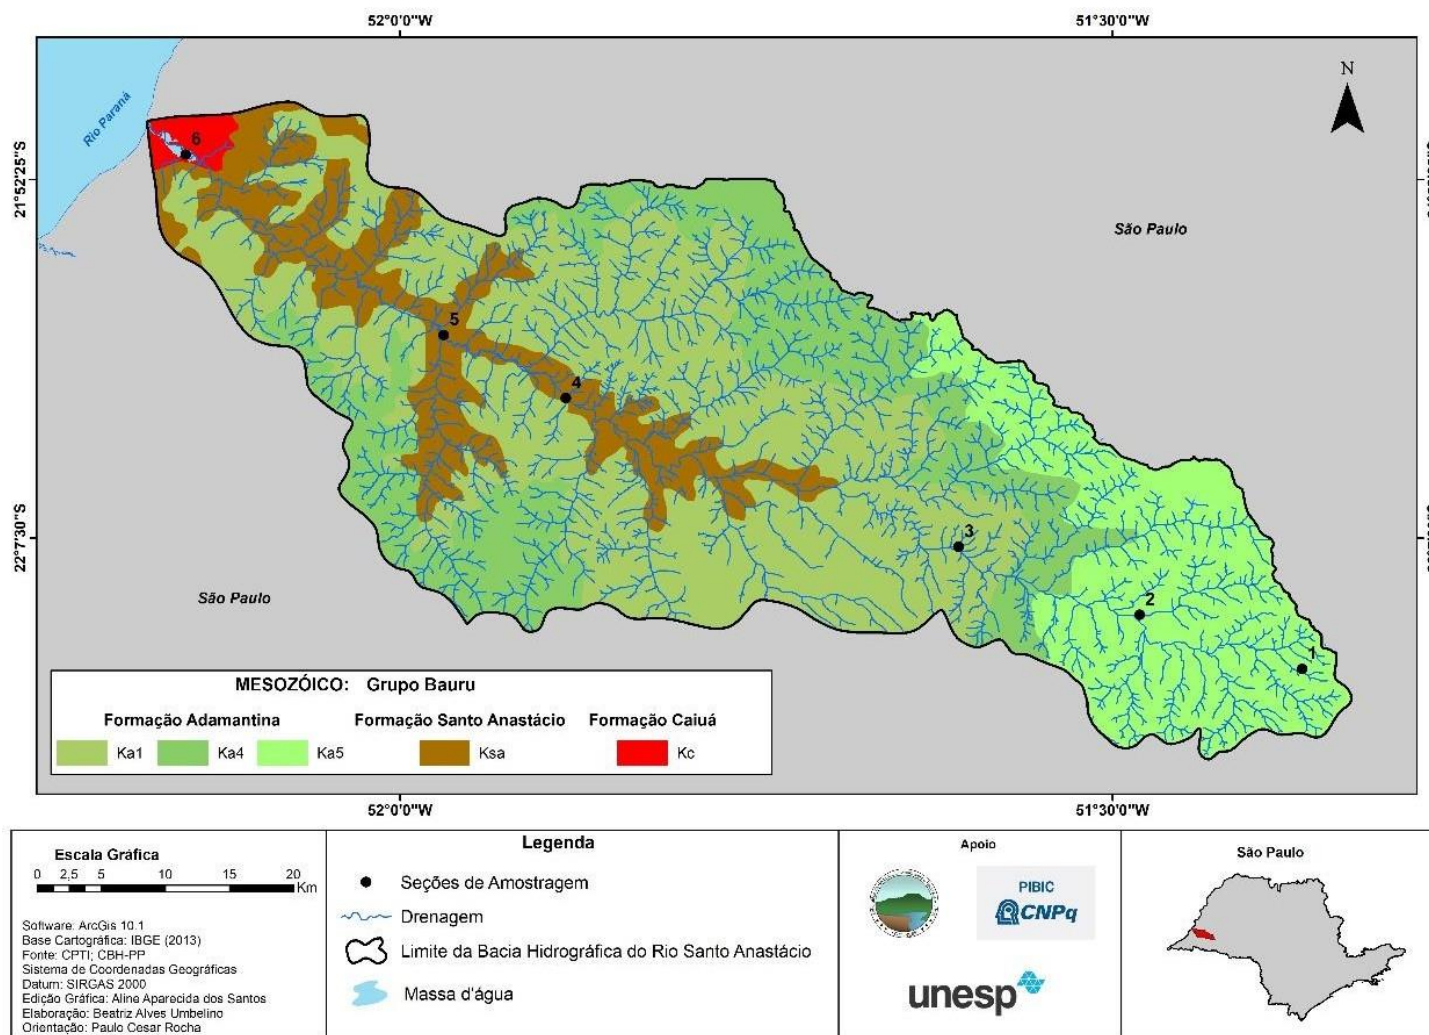 52°0'0"W
51°30'0"W
N
Rio Paraná
6
21°52'25"S
São Paulo
5
4
22°7'30"S
3
2
São Paulo
1
MESOZÓICO: Grupo Bauru
Formação Adamantina Formação Santo Anastácio Formação Caiuá
Ka1 Ka4 Ka5 Ksa Kc
52°0'0"W
51°30'0"W
Escala Gráfica
0 2,5 5 10 15 20
Km
Software: ArcGis 10.1
Base Cartográfica: IBGE (2013)
Fonte: CPTI; CBH-PP
Sistema de Coordenadas Geográficas
Datum: SIRGAS 2000
Edição Gráfica: Aline Aparecida dos Santos
Elaboração: Beatriz Alves Umbelino
Orientação: Paulo Cesar Rocha
Legenda
Seções de Amostragem
Drenagem
Limite da Bacia Hidrográfica do Rio Santo Anastácio
Massa d'água
Apoio
PIBIC
CNPq
unesp
São Paulo